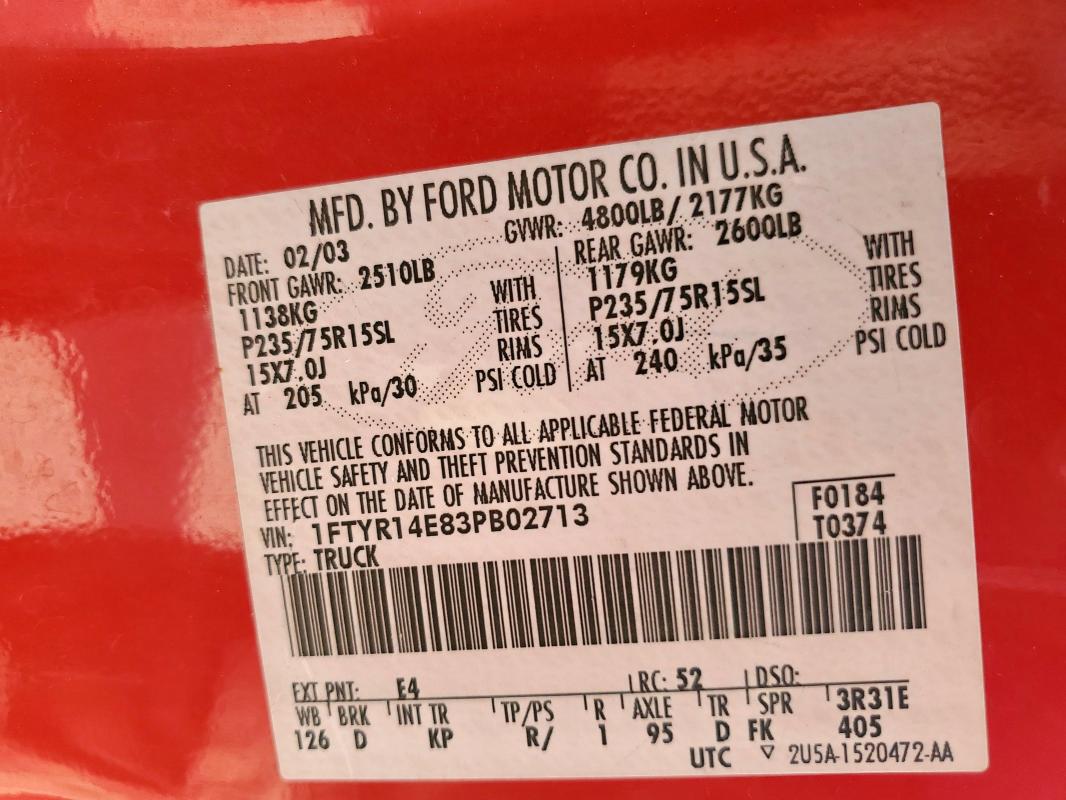 MFD. BY FORD MOTOR CO. IN U.S.A.
DATE: 02/03 GVWR: 4800LB/ 2177KG
FRONT GAWR: 2510LB REAR GAWR: 2600LB
1138KG WITH 1179KG WITH
P235/75R15SL TIRES P235/75R15SL TIRES
15X7.0J RIMS 15X7.0J RIMS
AT 205 kPa/30 PSI COLD AT 240 kPa/35 PSI COLD
THIS VEHICLE CONFORMS TO ALL APPLICABLE FEDERAL MOTOR
VEHICLE SAFETY AND THEFT PREVENTION STANDARDS IN
EFFECT ON THE DATE OF MANUFACTURE SHOWN ABOVE.
VIN: 1FTYR14E83PB02713 F0184
TYPE: TRUCK T0374
EXT PNT: E4 RC: 52 DSO:
WB BRK INT TR TP/PS R AXLE TR SPR 3R31E
126 D KP R/ 1 95 D FK 405
UTC ▽ 2U5A-1520472-AA